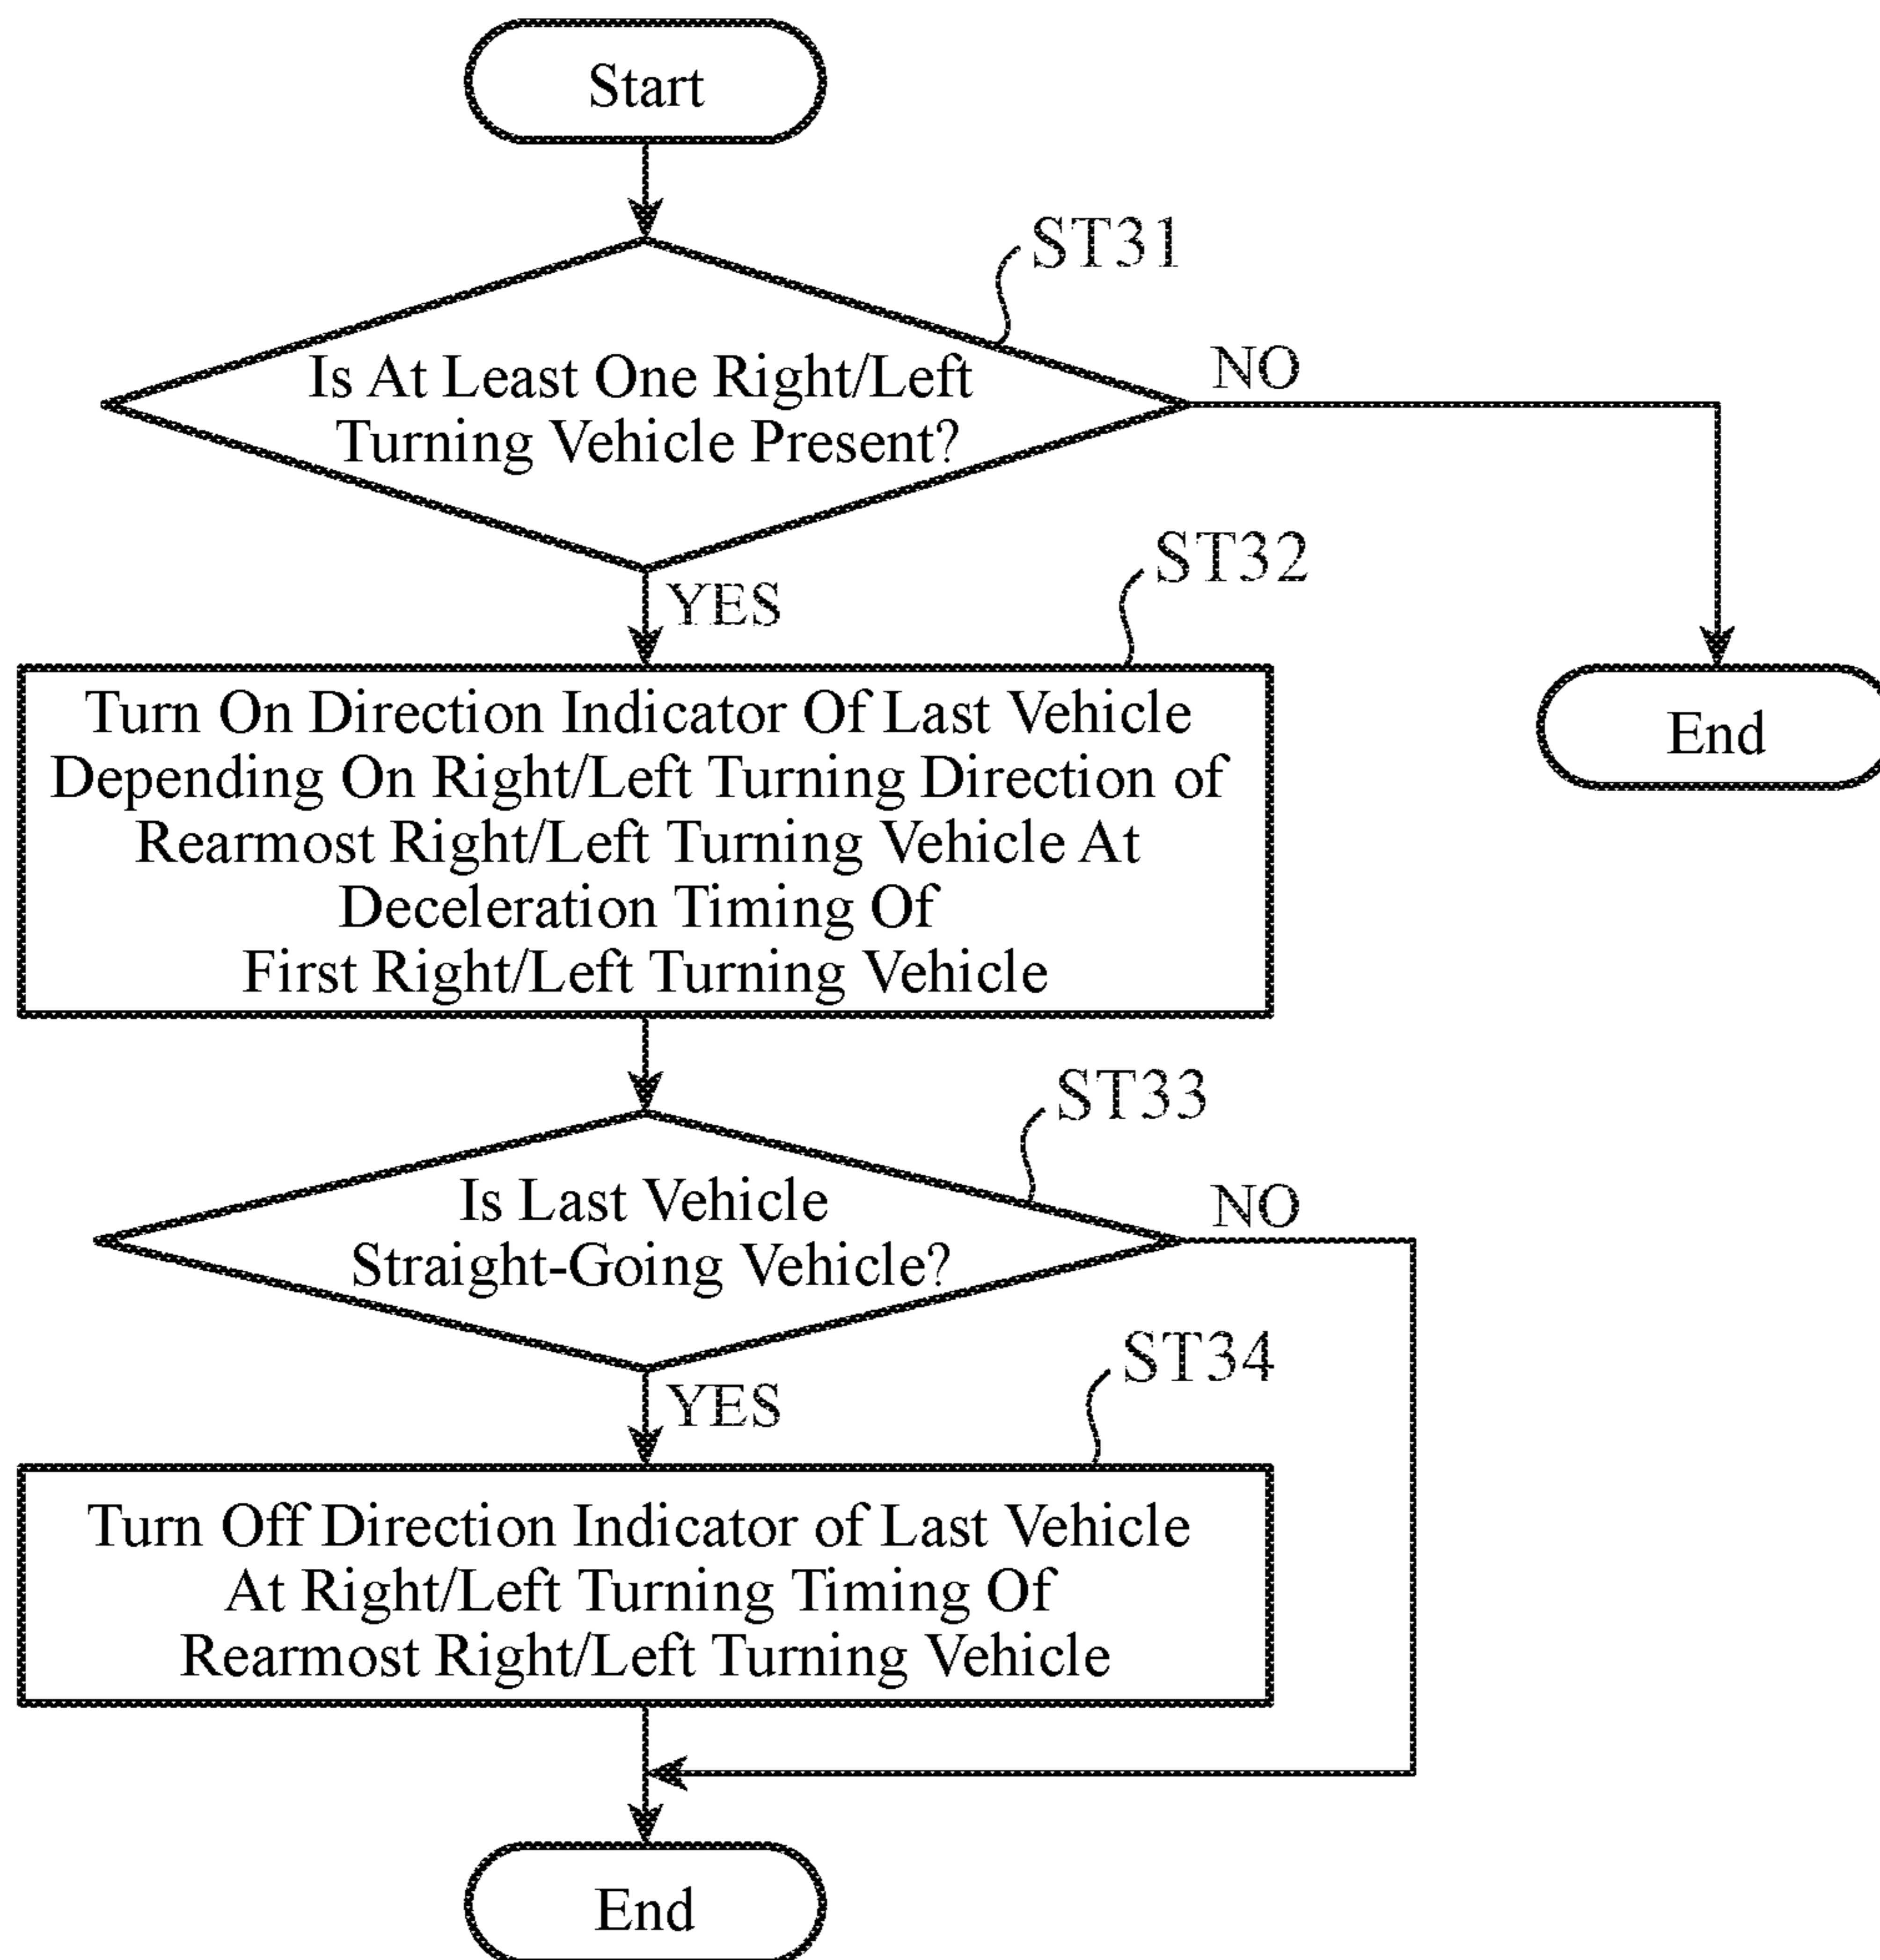 Start
ST31
Is At Least One Right/Left
Turning Vehicle Present?
NO
YES
ST32
Turn On Direction Indicator Of Last Vehicle
Depending On Right/Left Turning Direction of
Rearmost Right/Left Turning Vehicle At
Deceleration Timing Of
First Right/Left Turning Vehicle
End
ST33
Is Last Vehicle
Straight-Going Vehicle?
NO
YES
ST34
Turn Off Direction Indicator of Last Vehicle
At Right/Left Turning Timing Of
Rearmost Right/Left Turning Vehicle
End